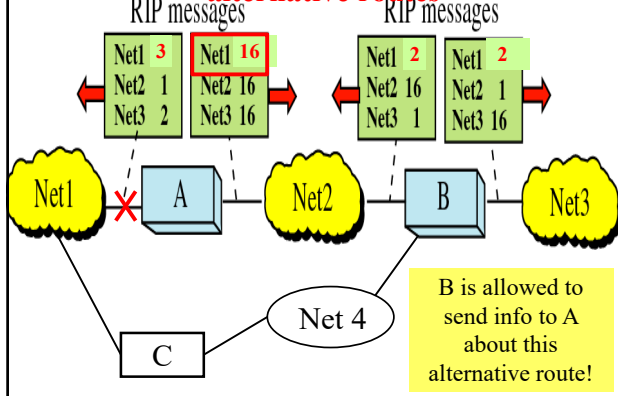 alternative routes
RIP messages RIP messages
Net1 3
Net2 1
Net3 2
Net1 16
Net2 16
Net3 16
Net1 2
Net2 16
Net3 1
Net1 2
Net2 1
Net3 16
Net1 A Net2 B Net3
Net 4
C
B is allowed to
send info to A
about this
alternative route!